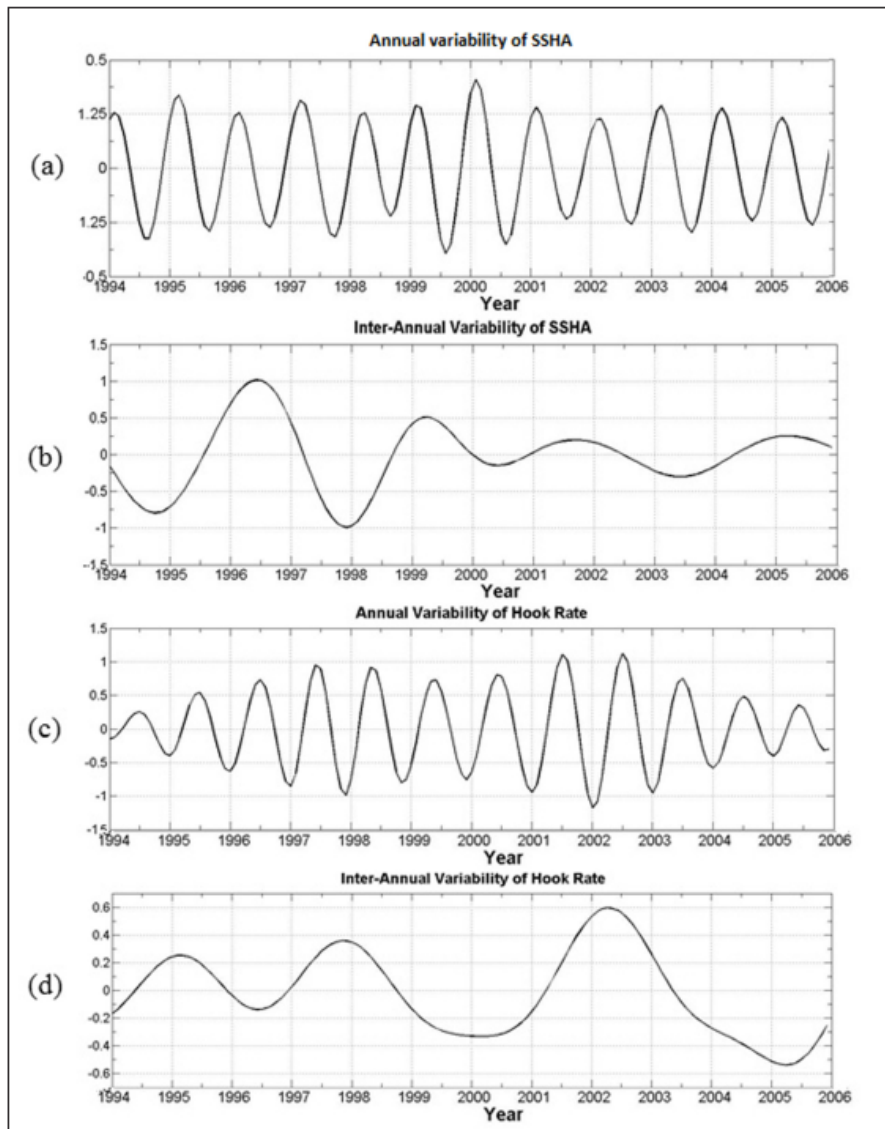 Annual variability of SSHA
0.5
1.25
0
1.25
-0.5
(a)
1994 1995 1996 1997 1998 1999 2000 2001 2002 2003 2004 2005 2006
Year
Inter-Annual Variability of SSHA
1.5
1
0.5
0
-0.5
-1
-1.5
(b)
1994 1995 1996 1997 1998 1999 2000 2001 2002 2003 2004 2005 2006
Year
Annual Variability of Hook Rate
1.5
1
0.5
0
-0.5
-1
-1.5
(c)
1994 1995 1996 1997 1998 1999 2000 2001 2002 2003 2004 2005 2006
Year
Inter-Annual Variability of Hook Rate
0.6
0.4
0.2
0
-0.2
-0.4
-0.6
(d)
1994 1995 1996 1997 1998 1999 2000 2001 2002 2003 2004 2005 2006
Year